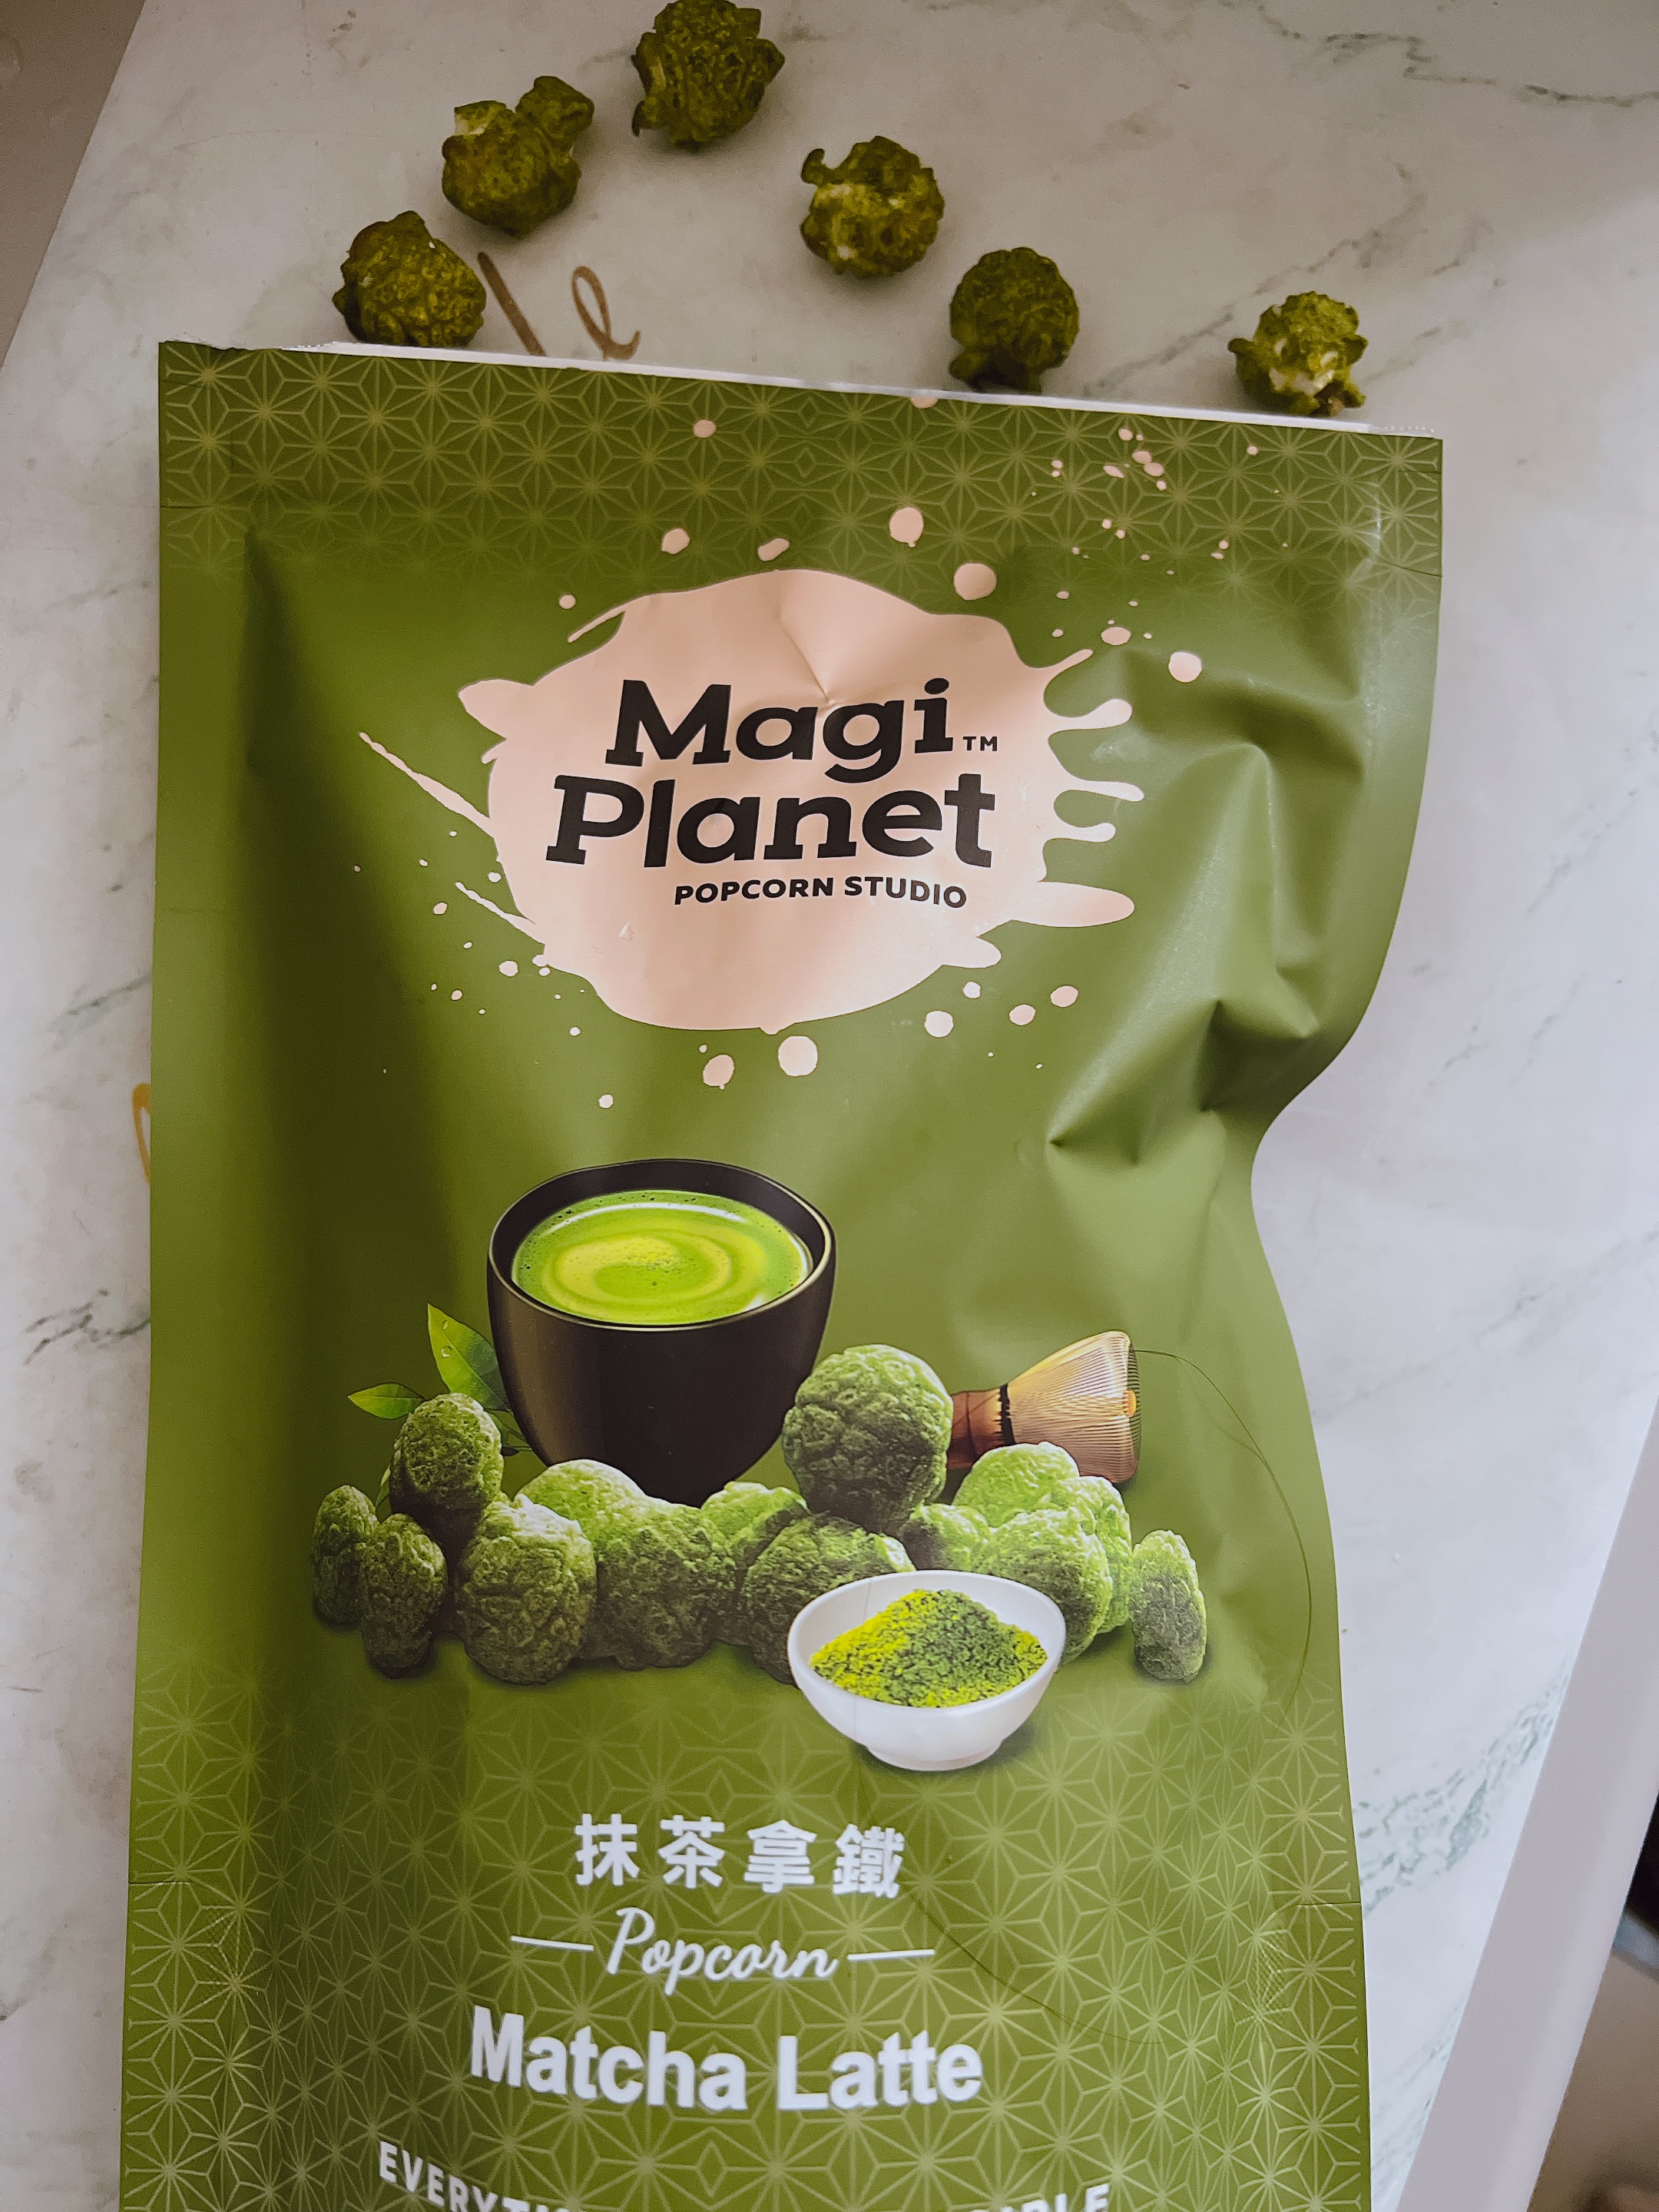 Magi™
Planet
POPCORN STUDIO
抹茶拿鐵
Popcorn
Matcha Latte